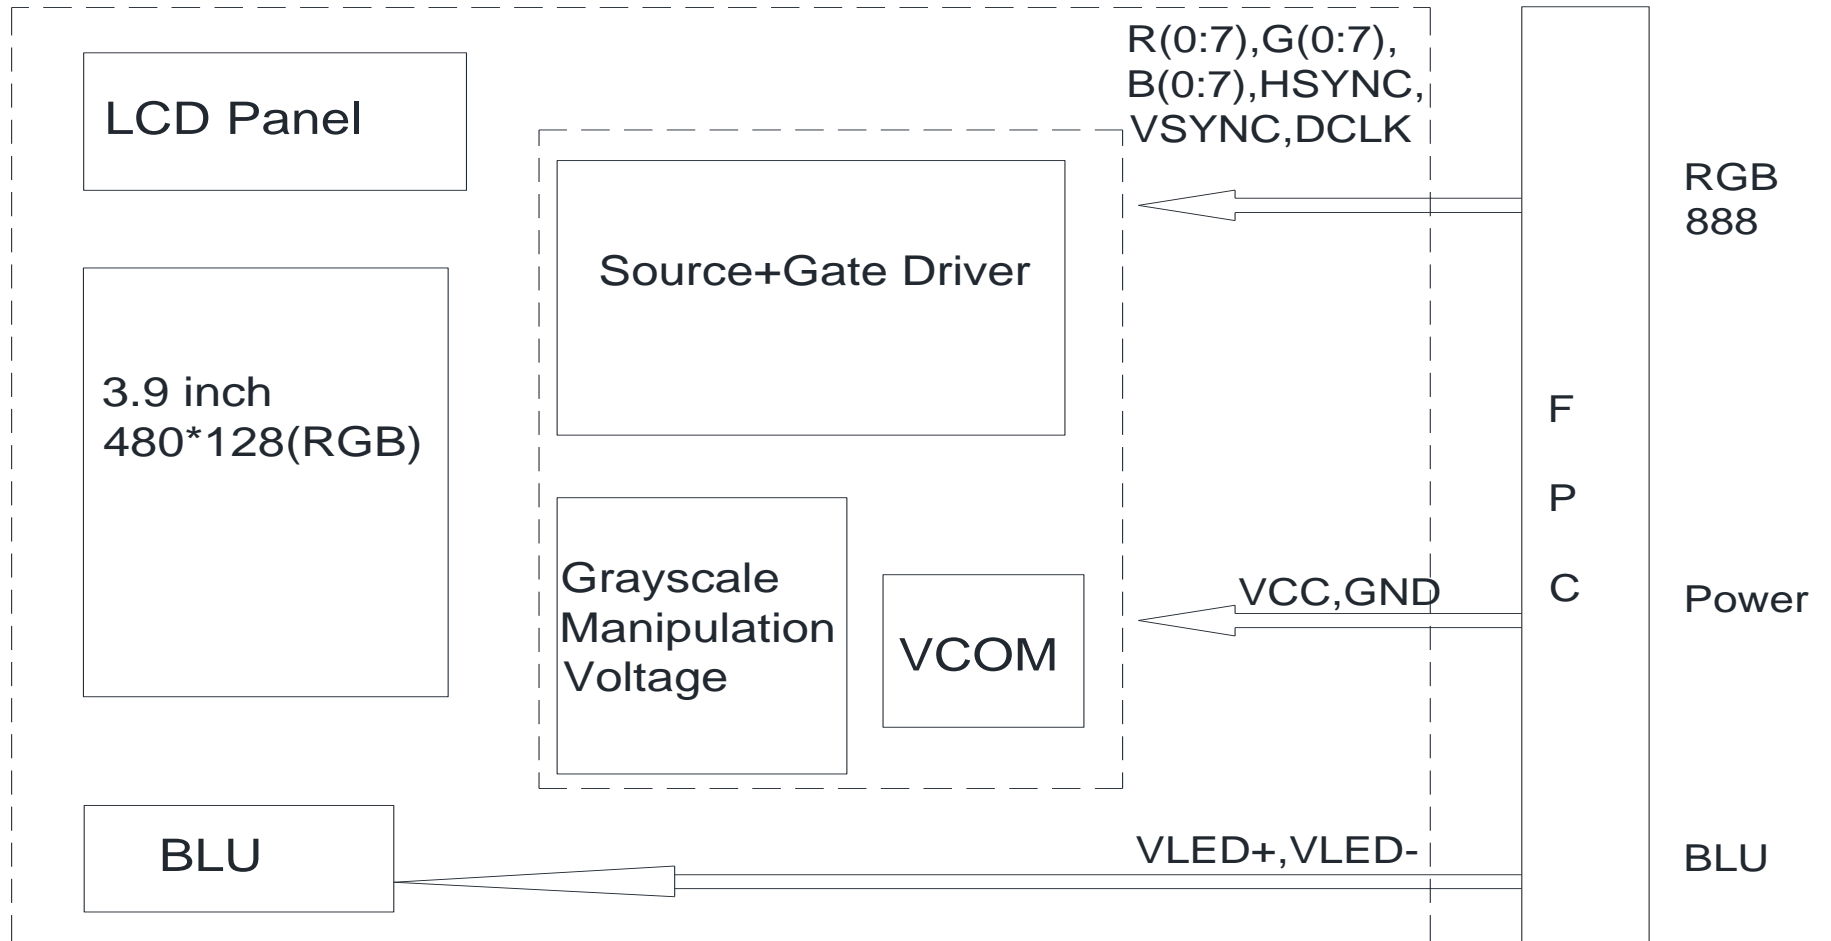 LCD Panel
R(0:7),G(0:7),
B(0:7),HSYNC,
VSYNC,DCLK
RGB
888
Source+Gate Driver
3.9 inch
480*128(RGB)
F
P
C
Grayscale
Manipulation
Voltage
VCOM
VCC,GND
Power
BLU
VLED+,VLED-
BLU